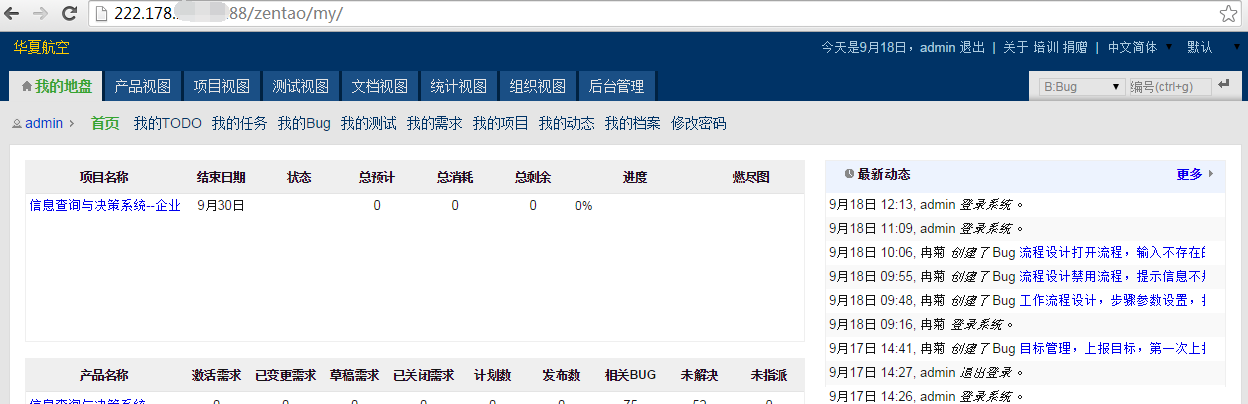 222.178. 88/zentao/my/
华夏航空 今天是9月18日，admin 退出 | 关于 培训 捐赠 | 中文简体 默认
我的地盘 产品视图 项目视图 测试视图 文档视图 统计视图 组织视图 后台管理 B:Bug 编号(ctrl+g)
admin 首页 我的TODO 我的任务 我的Bug 我的测试 我的需求 我的项目 我的动态 我的档案 修改密码
项目名称 结束日期 状态 总预计 总消耗 总剩余 进度 燃尽图
信息查询与决策系统--企业 9月30日 0 0 0 0%
产品名称 激活需求 已变更需求 草稿需求 已关闭需求 计划数 发布数 相关BUG 未解决 未指派
信息查询与决策系统-- 0 0 0 0 0 0 75 52 0
最新动态 更多
9月18日 12:13, admin 登录系统。
9月18日 11:09, admin 登录系统。
9月18日 10:06, 冉菊 创建了 Bug 流程设计打开流程，输入不存在的
9月18日 09:55, 冉菊 创建了 Bug 流程设计禁用流程，提示信息不
9月18日 09:48, 冉菊 创建了 Bug 工作流程设计，步骤参数设置，
9月18日 09:16, 冉菊 登录系统。
9月17日 14:41, 冉菊 创建了 Bug 目标管理，上报目标，第一次上
9月17日 14:27, admin 退出登录。
9月17日 14:26, admin 登录系统。